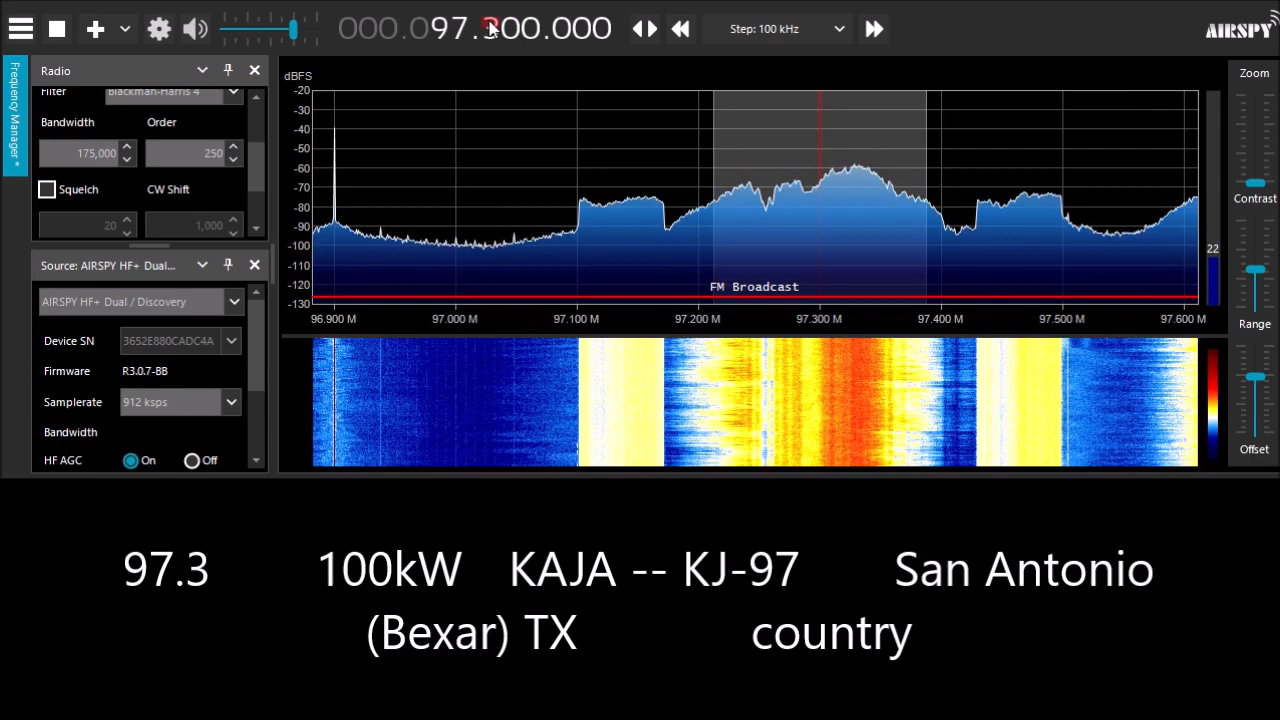 000.097.300.000
Step: 100 kHz
AIRSPY
Frequency Manager *
Radio
Filter
Blackman-Harris 4
Bandwidth
Order
175,000
250
Squelch
CW Shift
20
1,000
Source: AIRSPY HF+ Dual...
AIRSPY HF+ Dual / Discovery
Device SN
3652E880CADC4A
Firmware
R3.0.7-BB
Samplerate
912 ksps
Bandwidth
HF AGC
On
Off
dBFS
-20
-30
-40
-50
-60
-70
-80
-90
-100
-110
-120
-130
FM Broadcast
96.900 M
97.000 M
97.100 M
97.200 M
97.300 M
97.400 M
97.500 M
97.600 M
22
Zoom
Contrast
Range
Offset
97.3 100kW KAJA -- KJ-97 San Antonio
(Bexar) TX country